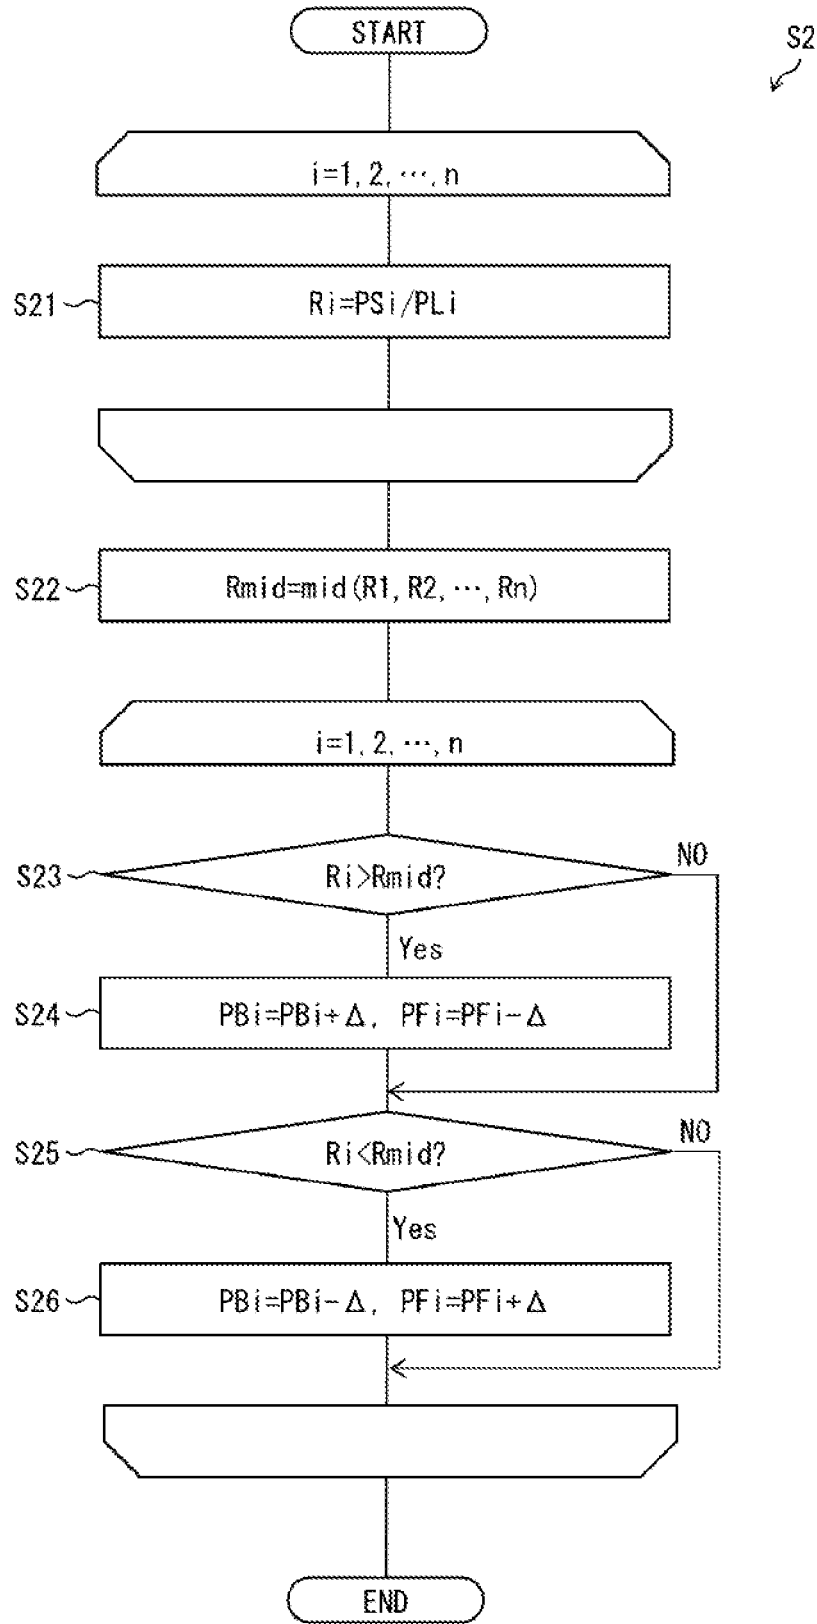 START
S2
i=1, 2, ⋯, n
S21
Ri=PSi/PLi
S22
Rmid=mid(R1, R2, ⋯, Rn)
i=1, 2, ⋯, n
S23
Ri>Rmid?
NO
Yes
S24
PBi=PBi+Δ, PFi=PFi-Δ
S25
Ri<Rmid?
NO
Yes
S26
PBi=PBi-Δ, PFi=PFi+Δ
END